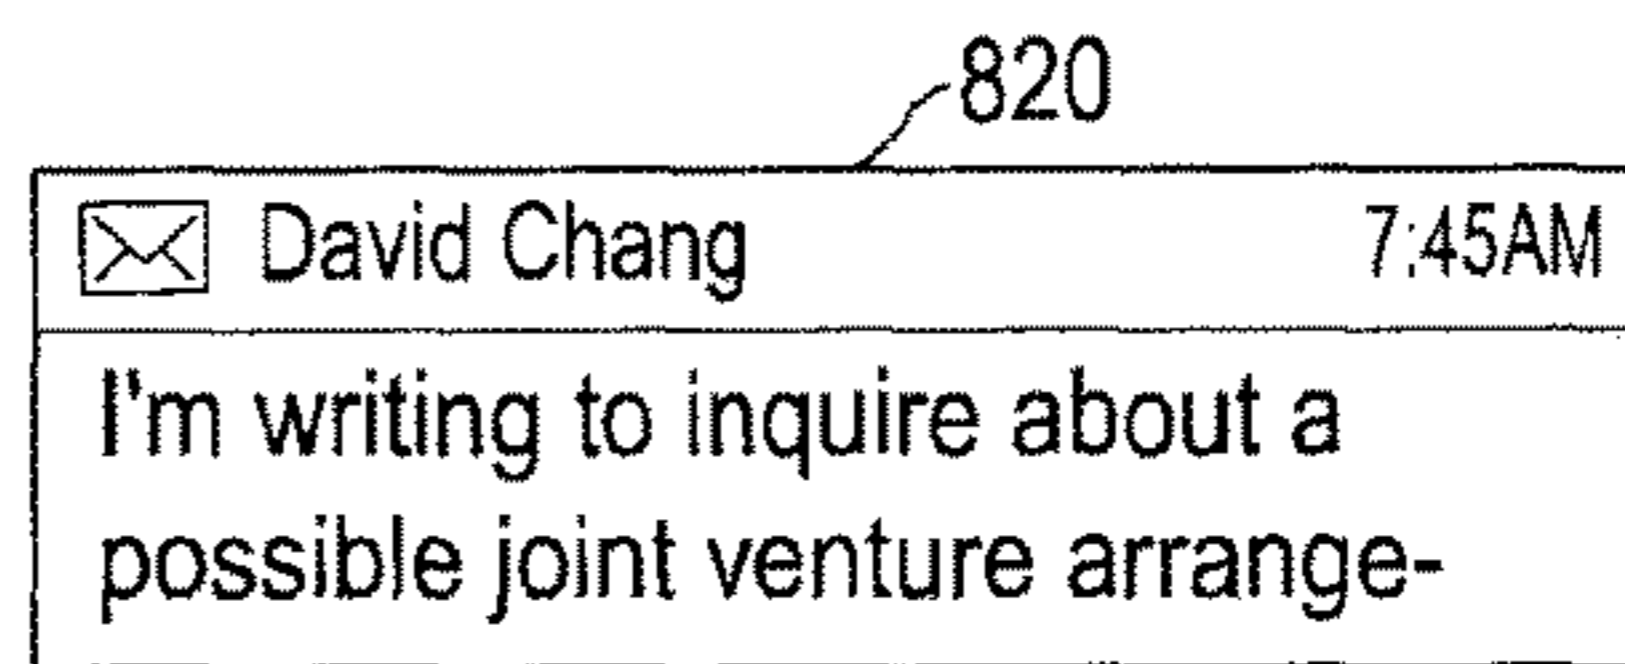 820
David Chang 7:45AM
I'm writing to inquire about a
possible joint venture arrange-